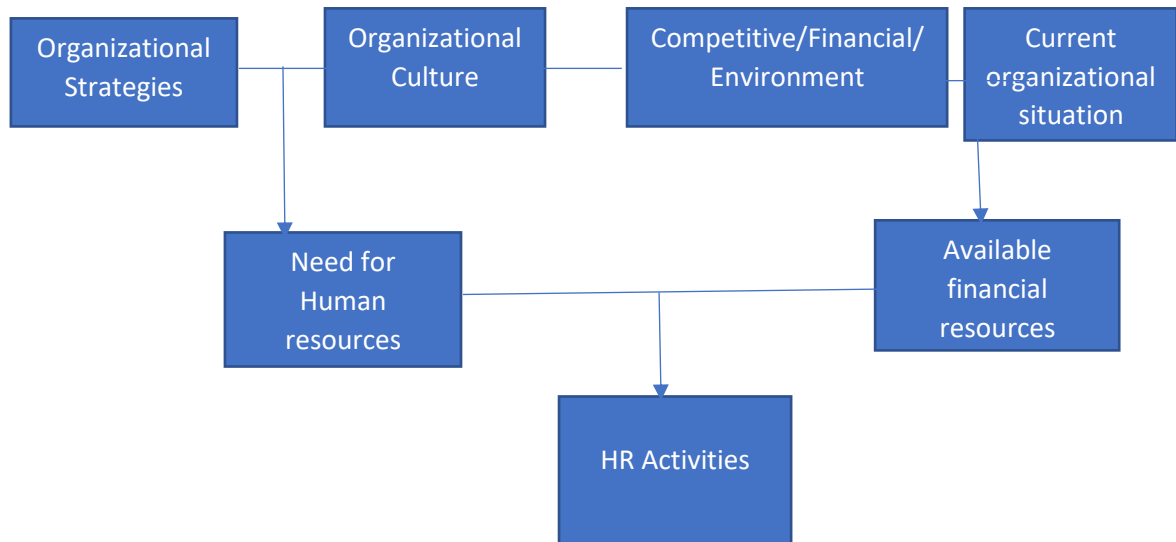 Organizational
Strategies
Organizational
Culture
Competitive/Financial/
Environment
Current
organizational
situation
Need for
Human
resources
Available
financial
resources
HR Activities